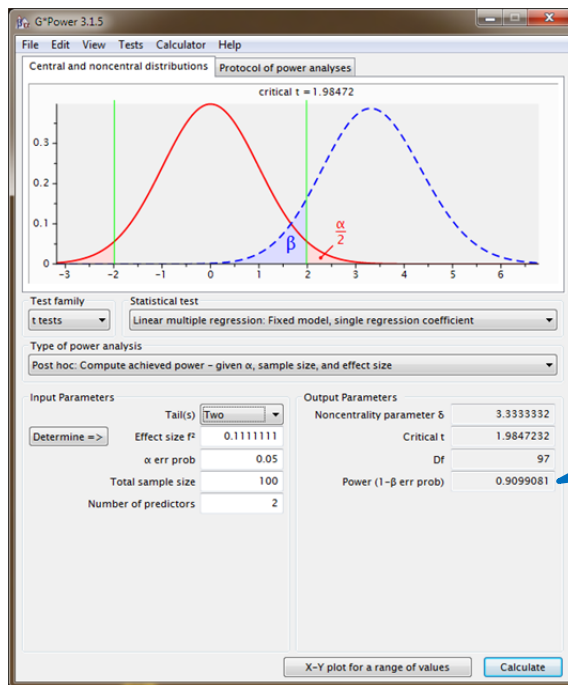 G*Power 3.1.5
File Edit View Tests Calculator Help
Central and noncentral distributions Protocol of power analyses
critical t = 1.98472
0.3
0.2
0.1
0
β
α
2
-3 -2 -1 0 1 2 3 4 5 6
Test family Statistical test
t tests Linear multiple regression: Fixed model, single regression coefficient
Type of power analysis
Post hoc: Compute achieved power – given α, sample size, and effect size
Input Parameters Output Parameters
Tail(s) Two Noncentrality parameter δ 3.3333332
Determine => Effect size f² 0.1111111 Critical t 1.9847232
α err prob 0.05 Df 97
Total sample size 100 Power (1-β err prob) 0.9099081
Number of predictors 2
X-Y plot for a range of values Calculate